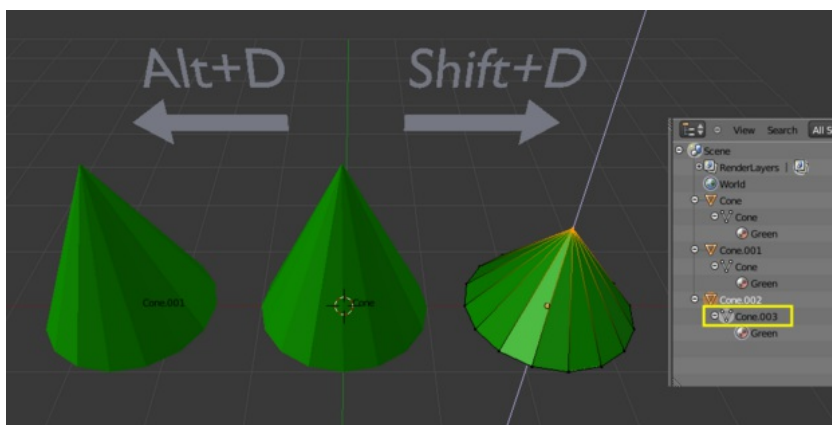 Alt+D
Shift+D
Cone.001
Cone
View Search All S
Scene
RenderLayers |
World
Cone
Cone
Green
Cone.001
Cone
Green
Cone.002
Cone.003
Green